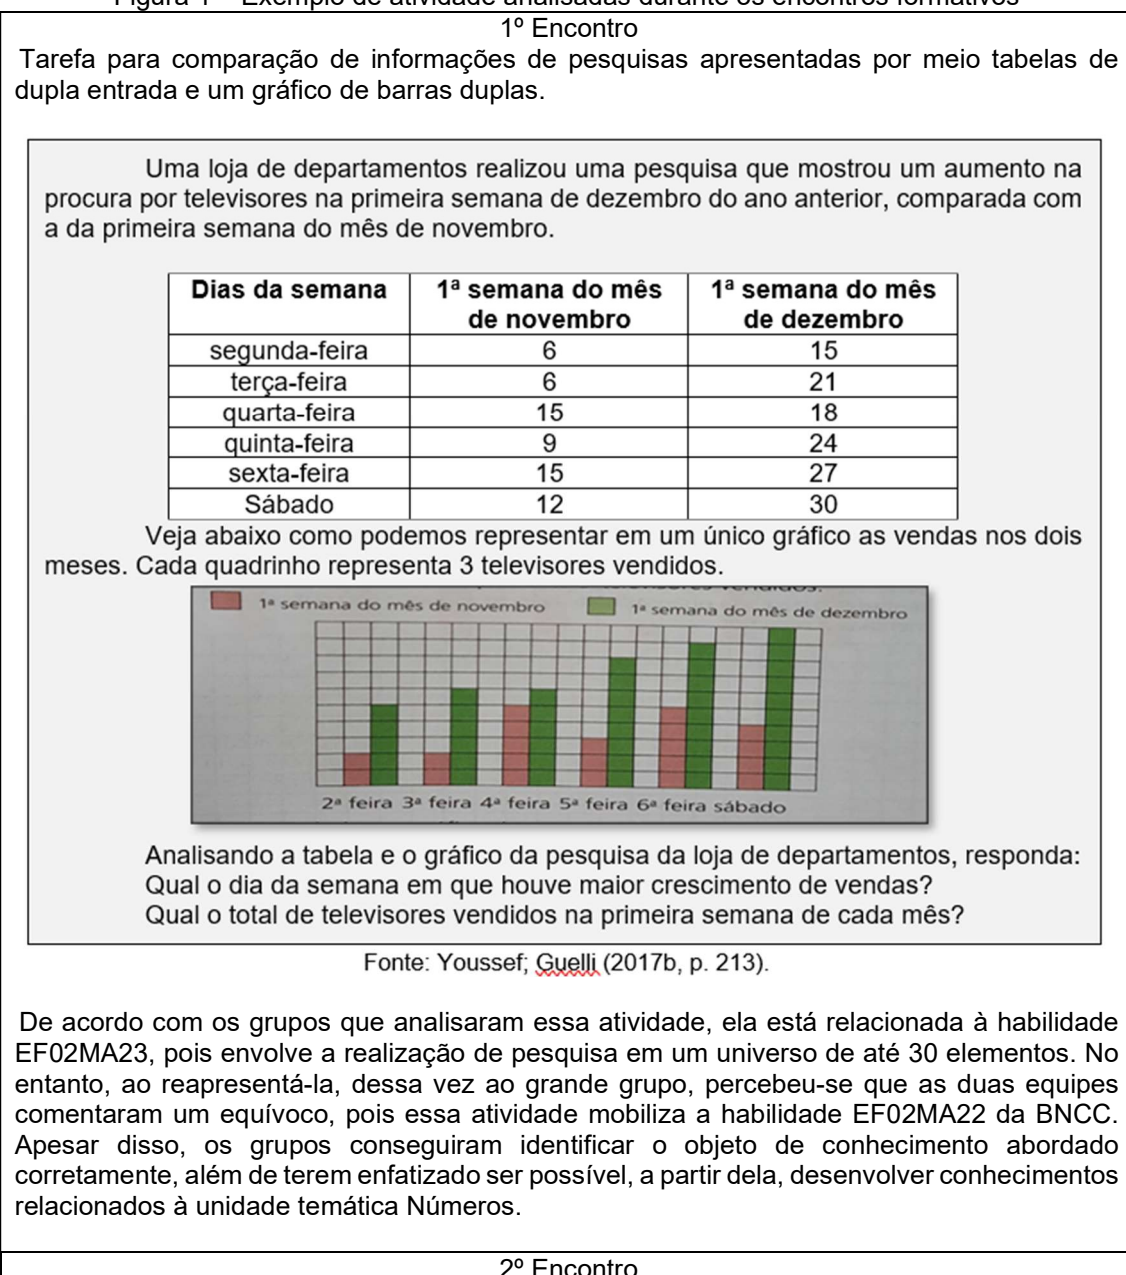 Figura 1 – Exemplo de atividade analisadas durante os encontros formativos
1º Encontro
Tarefa para comparação de informações de pesquisas apresentadas por meio tabelas de
dupla entrada e um gráfico de barras duplas.
Uma loja de departamentos realizou uma pesquisa que mostrou um aumento na
procura por televisores na primeira semana de dezembro do ano anterior, comparada com
a da primeira semana do mês de novembro.
Dias da semana 1ª semana do mês de novembro 1ª semana do mês de dezembro
segunda-feira 6 15
terça-feira 6 21
quarta-feira 15 18
quinta-feira 9 24
sexta-feira 15 27
Sábado 12 30
Veja abaixo como podemos representar em um único gráfico as vendas nos dois
meses. Cada quadrinho representa 3 televisores vendidos.
1ª semana do mês de novembro 1ª semana do mês de dezembro
2ª feira 3ª feira 4ª feira 5ª feira 6ª feira sábado
Analisando a tabela e o gráfico da pesquisa da loja de departamentos, responda:
Qual o dia da semana em que houve maior crescimento de vendas?
Qual o total de televisores vendidos na primeira semana de cada mês?
Fonte: Youssef; Guelli (2017b, p. 213).
De acordo com os grupos que analisaram essa atividade, ela está relacionada à habilidade
EF02MA23, pois envolve a realização de pesquisa em um universo de até 30 elementos. No
entanto, ao reapresentá-la, dessa vez ao grande grupo, percebeu-se que as duas equipes
comentaram um equívoco, pois essa atividade mobiliza a habilidade EF02MA22 da BNCC.
Apesar disso, os grupos conseguiram identificar o objeto de conhecimento abordado
corretamente, além de terem enfatizado ser possível, a partir dela, desenvolver conhecimentos
relacionados à unidade temática Números.
2º Encontro